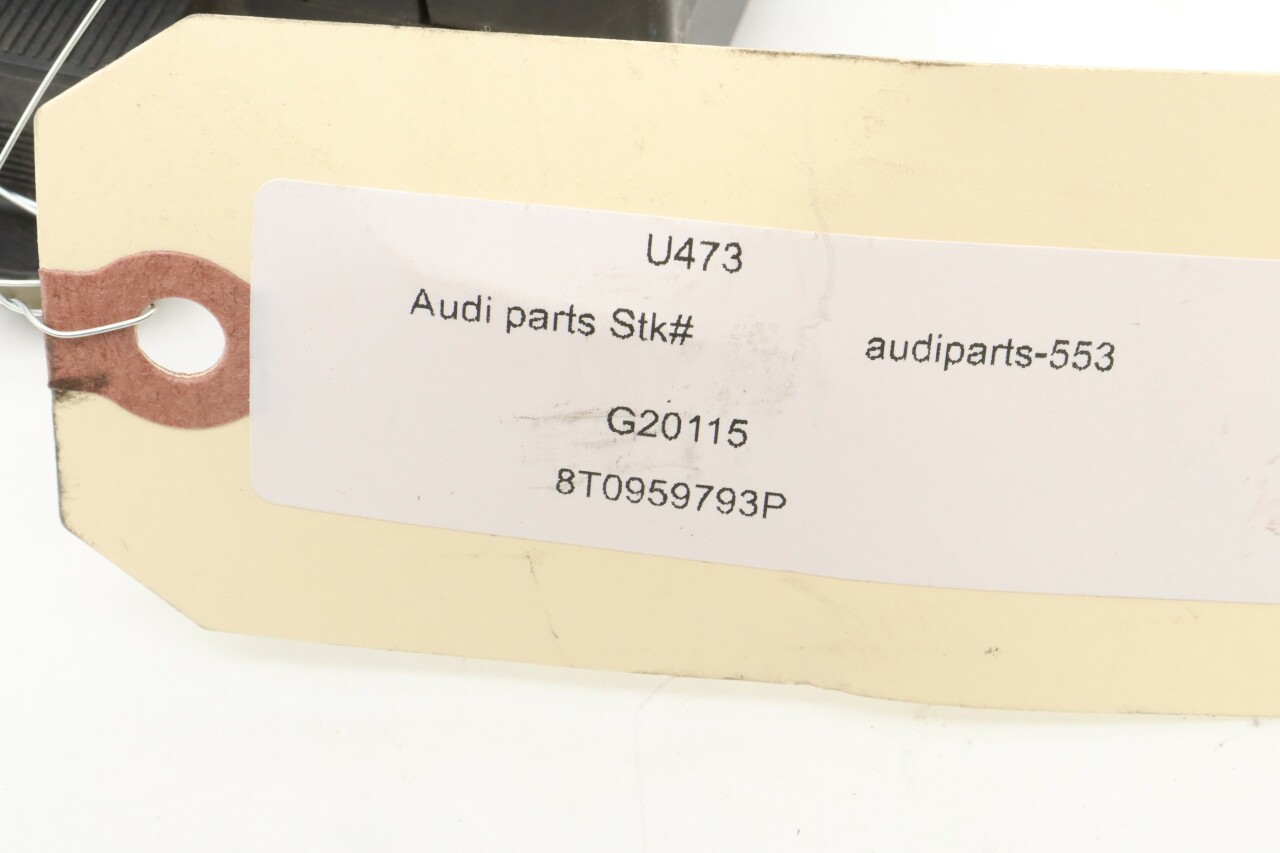 U473
Audi parts Stk# audiparts-553
G20115
8T0959793P